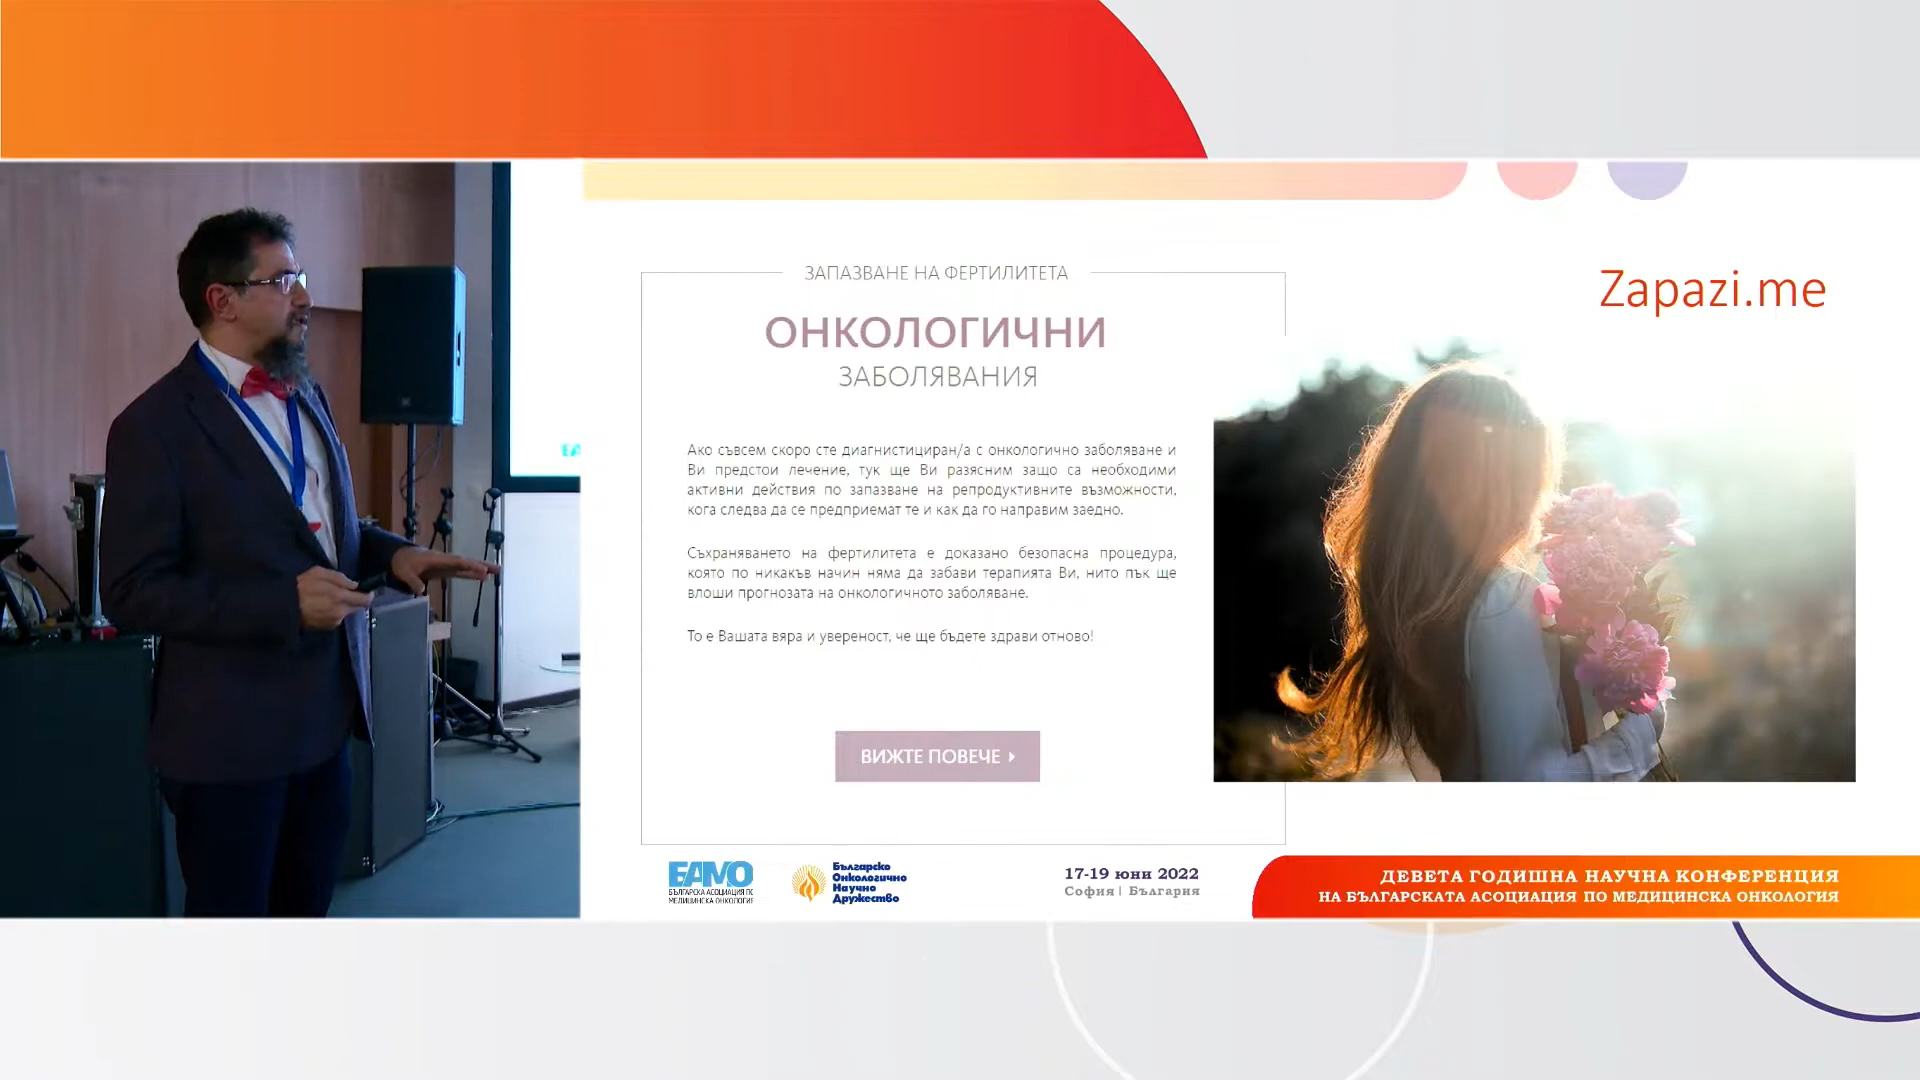 ЗАПАЗВАНЕ НА ФЕРТИЛИТЕТА
ОНКОЛОГИЧНИ
ЗАБОЛЯВАНИЯ
Ако съвсем скоро сте диагностициран/а с онкологично заболяване и
Ви предстои лечение, тук ще Ви разясним защо са необходими
активни действия по запазване на репродуктивните възможности,
кога следва да се предприемат те и как да го направим заедно.
Съхраняването на фертилитета е доказано безопасна процедура,
която по никакъв начин няма да забави терапията Ви, нито пък ще
влоши прогнозата на онкологичното заболяване.
То е Вашата вяра и увереност, че ще бъдете здрави отново!
ВИЖТЕ ПОВЕЧЕ
Zapazi.me
БАМО
БЪЛГАРСКА АСОЦИАЦИЯ ПО
МЕДИЦИНСКА ОНКОЛОГИЯ
Българско
Онкологично
Научно
Дружество
17-19 юни 2022
София | България
ДЕВЕТА ГОДИШНА НАУЧНА КОНФЕРЕНЦИЯ
НА БЪЛГАРСКАТА АСОЦИАЦИЯ ПО МЕДИЦИНСКА ОНКОЛОГИЯ